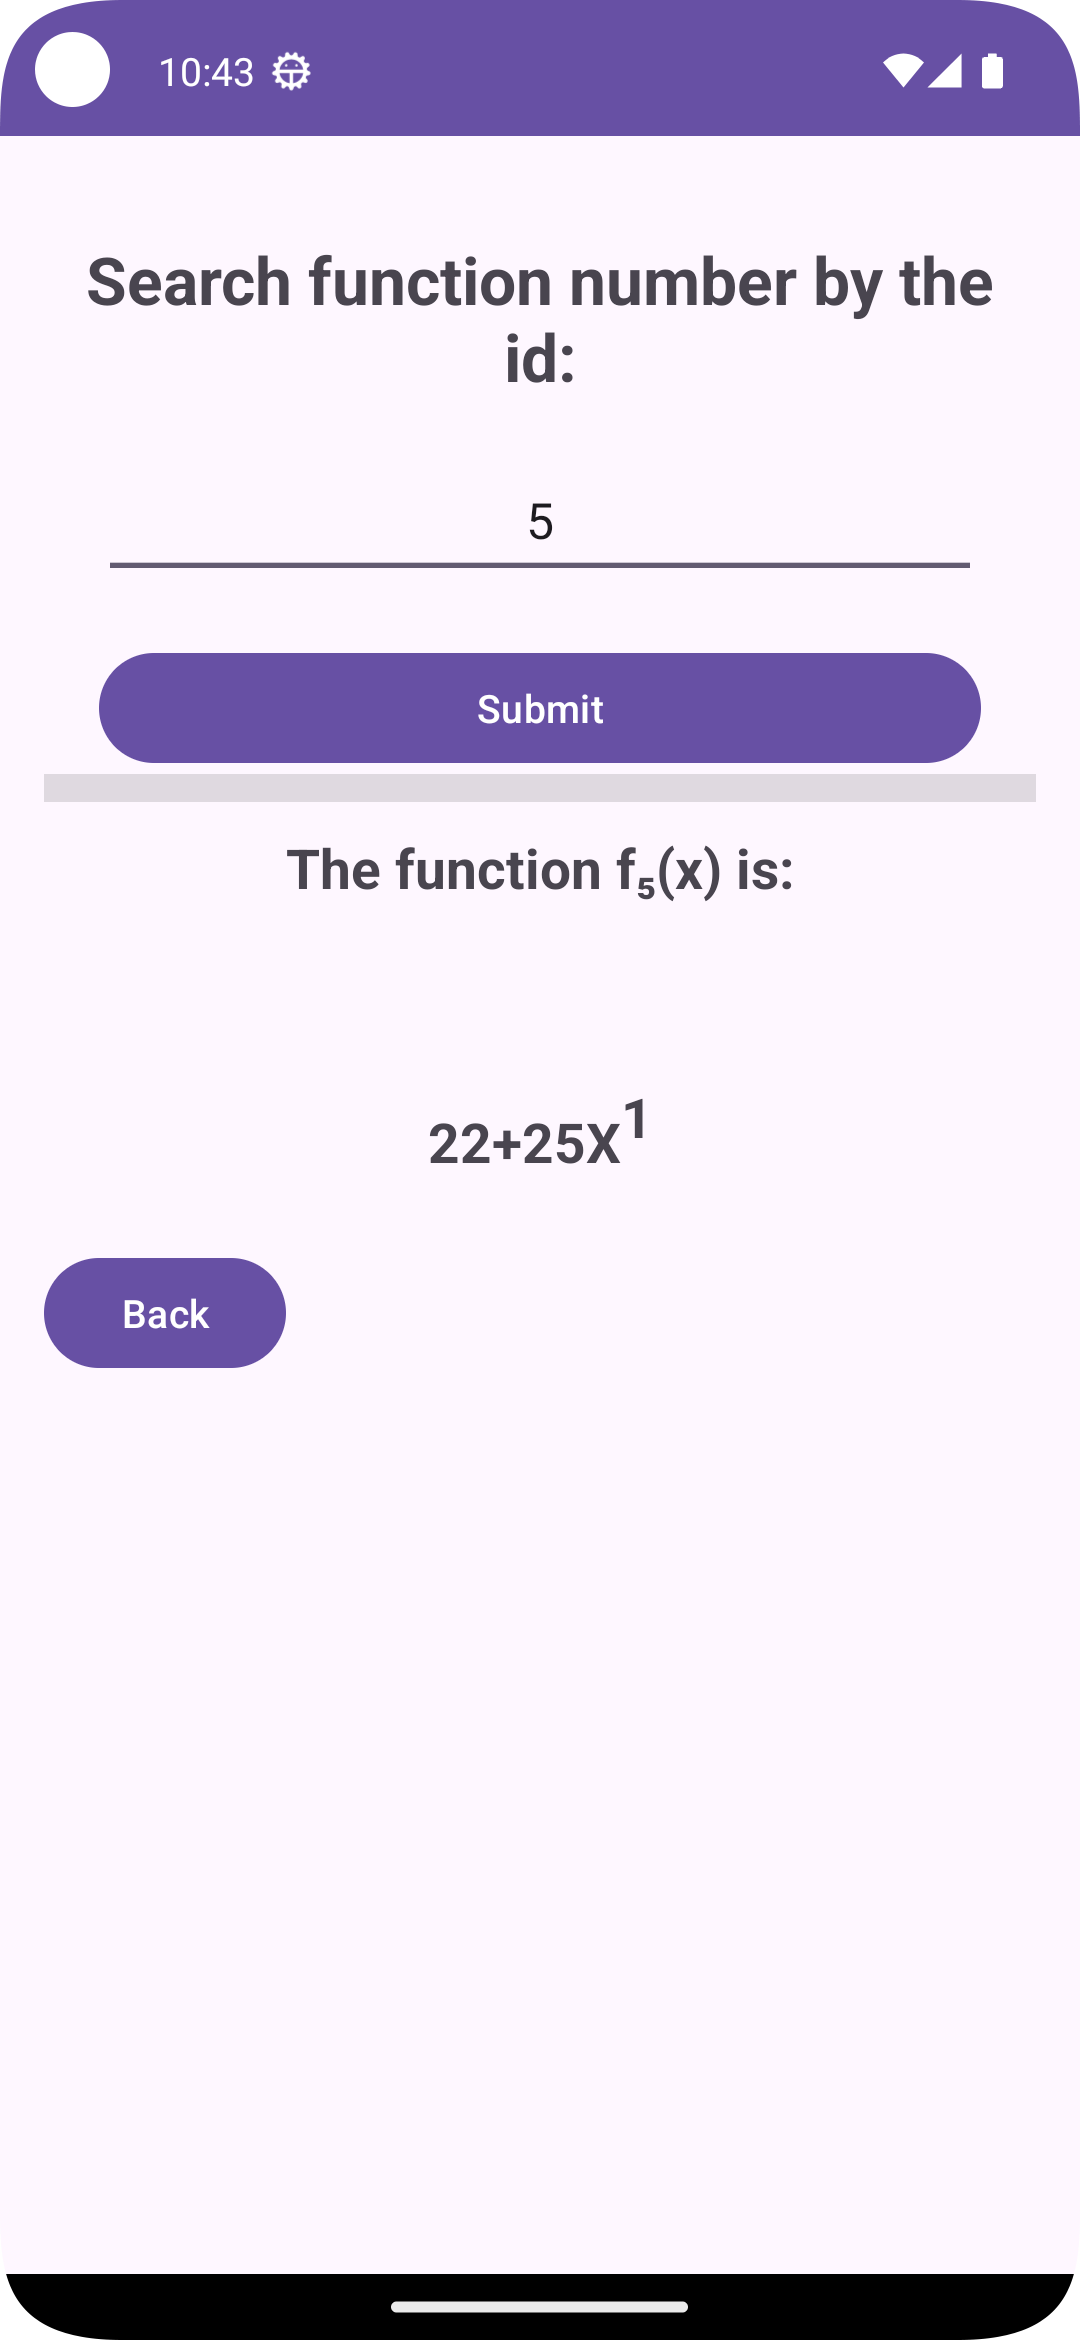 10:43
Search function number by the
id:
5
Submit
The function f₅(x) is:
22+25X¹
Back